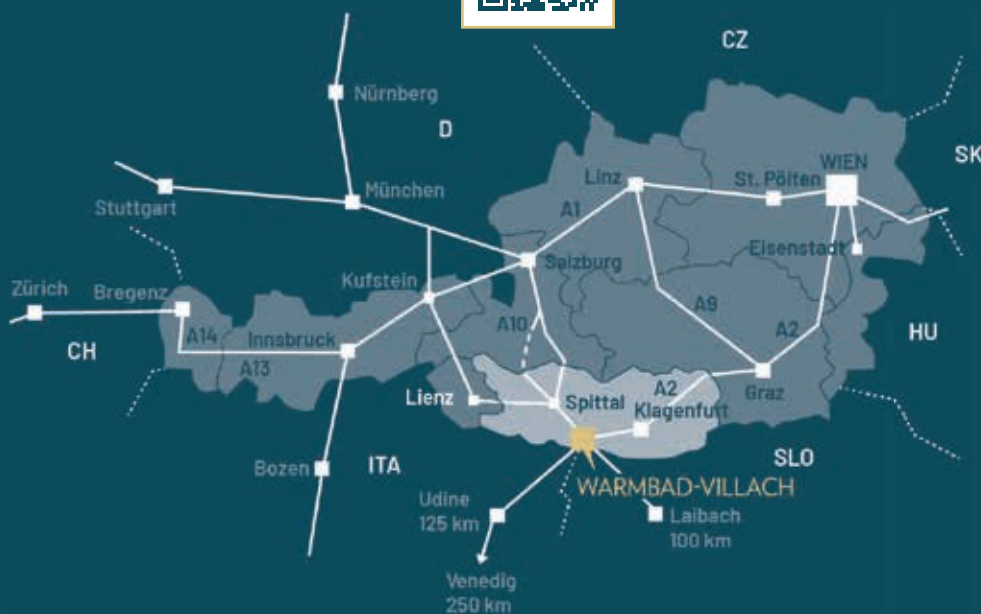 CZ
Nürnberg
D
SK
WIEN
Linz
St. Pölten
München
Stuttgart
A1
Eisenstadt
Salzburg
Kufstein
Zürich
Bregenz
A10
A9
A2
HU
A14
Innsbruck
CH
A13
A2
Graz
Lienz
Spittal
Klagenfurt
ITA
SLO
Bozen
WARMBAD-VILLACH
Udine
125 km
Laibach
100 km
Venedig
250 km